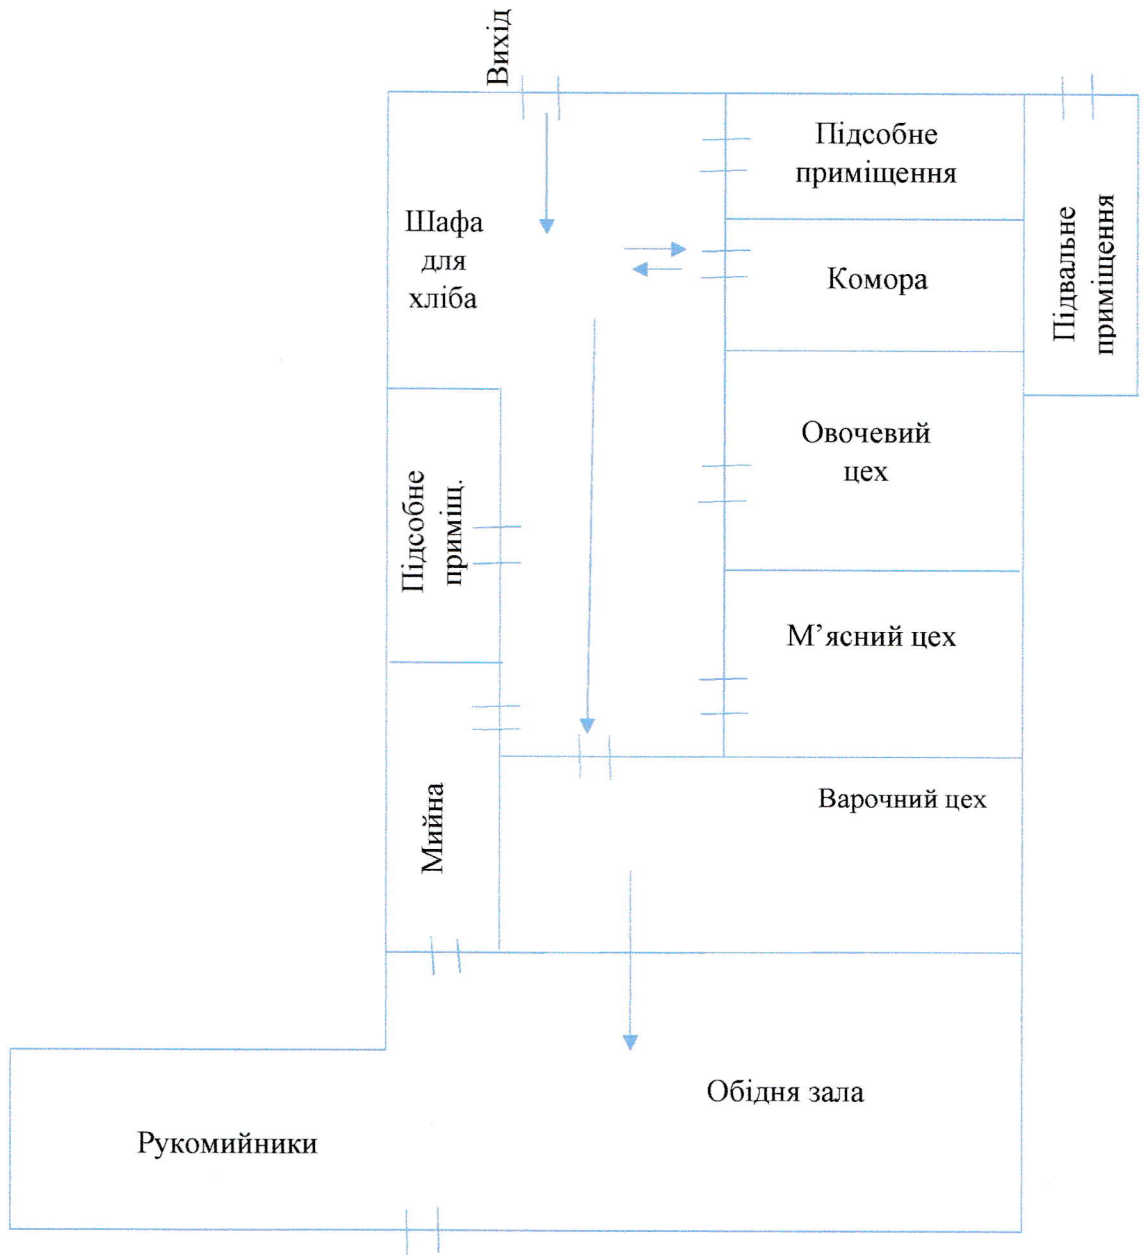 Вихід
Підсобне
приміщення
Шафа
для
хліба
Комора
Підвальне
приміщення
Овочевий
цех
Підсобне
приміщ.
М’ясний цех
Варочний цех
Мийна
Обідня зала
Рукомийники